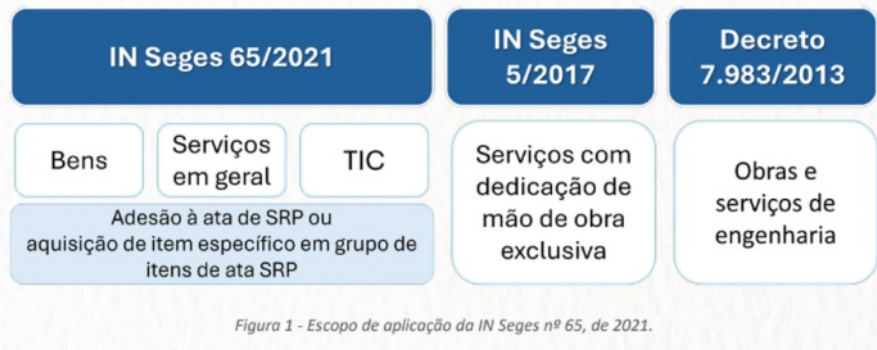 IN Seges 65/2021
IN Seges
5/2017
Decreto
7.983/2013
Bens
Serviços
em geral
TIC
Adesão à ata de SRP ou
aquisição de item específico em grupo de
itens de ata SRP
Serviços com
dedicação de
mão de obra
exclusiva
Obras e
serviços de
engenharia
Figura 1 - Escopo de aplicação da IN Seges nº 65, de 2021.